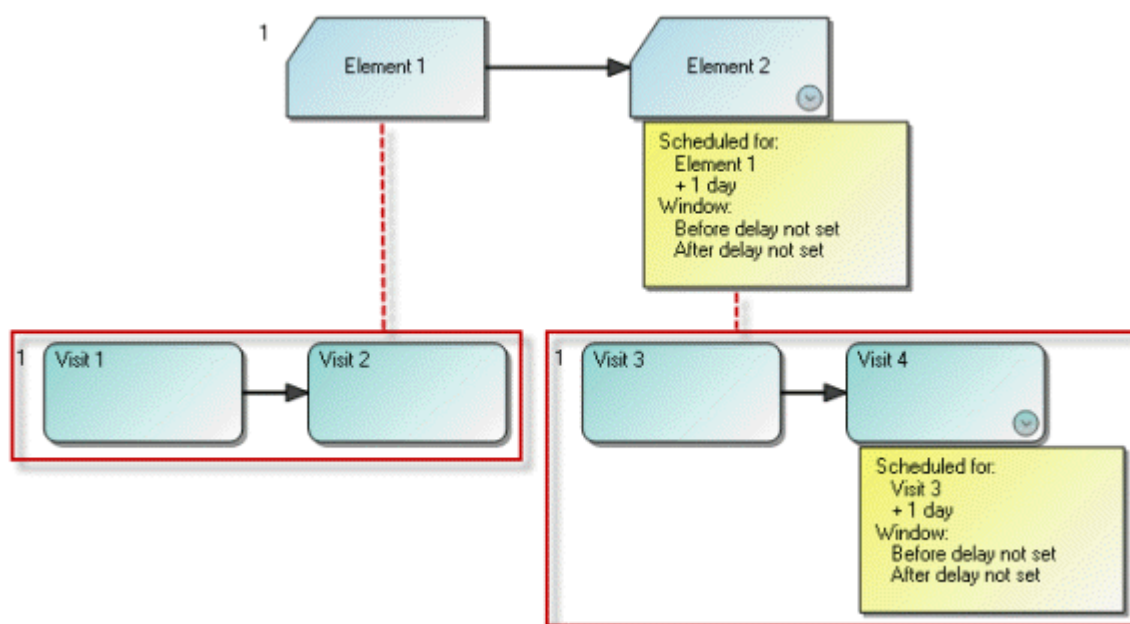 1
Element 1
Element 2
Scheduled for:
Element 1
+ 1 day
Window:
Before delay not set
After delay not set
1
Visit 1
Visit 2
1
Visit 3
Visit 4
Scheduled for:
Visit 3
+ 1 day
Window:
Before delay not set
After delay not set